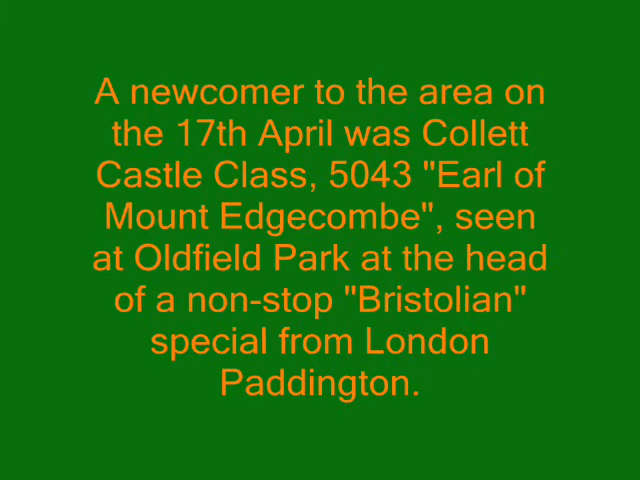 A newcomer to the area on
the 17th April was Collett
Castle Class, 5043 "Earl of
Mount Edgecombe", seen
at Oldfield Park at the head
of a non-stop "Bristolian"
special from London
Paddington.